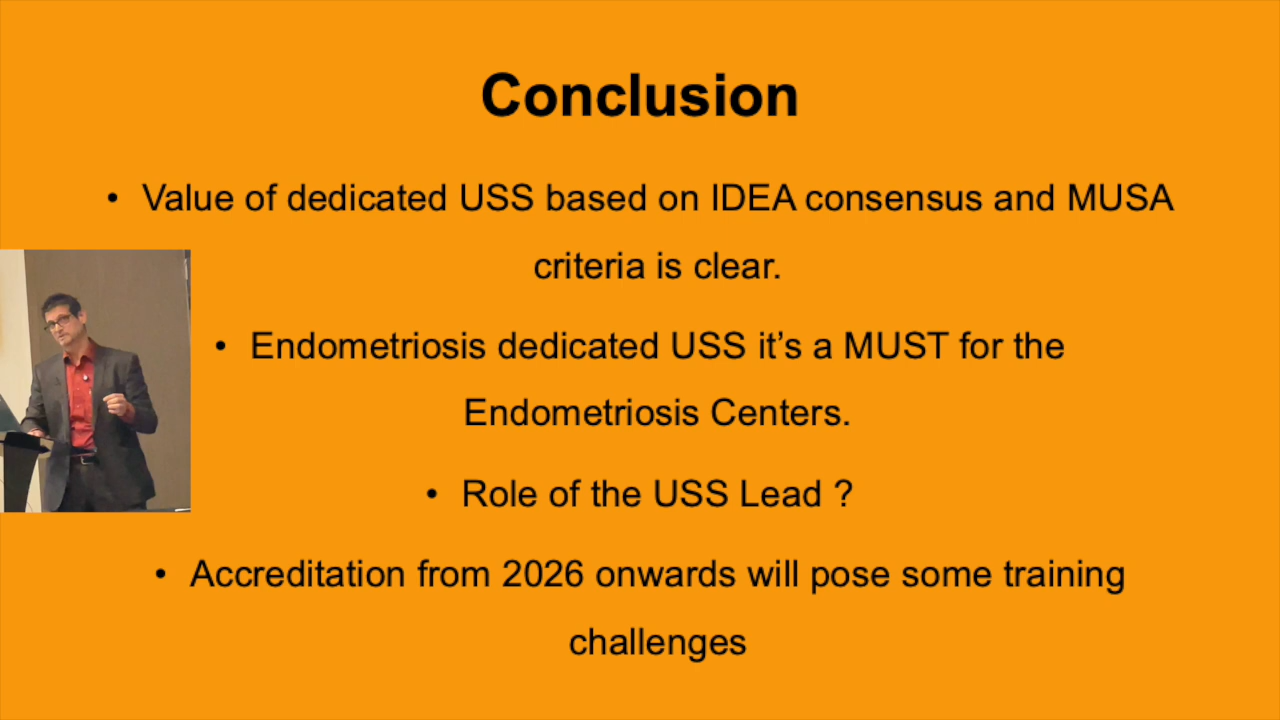 Conclusion
• Value of dedicated USS based on IDEA consensus and MUSA
criteria is clear.
• Endometriosis dedicated USS it’s a MUST for the
Endometriosis Centers.
• Role of the USS Lead ?
• Accreditation from 2026 onwards will pose some training
challenges